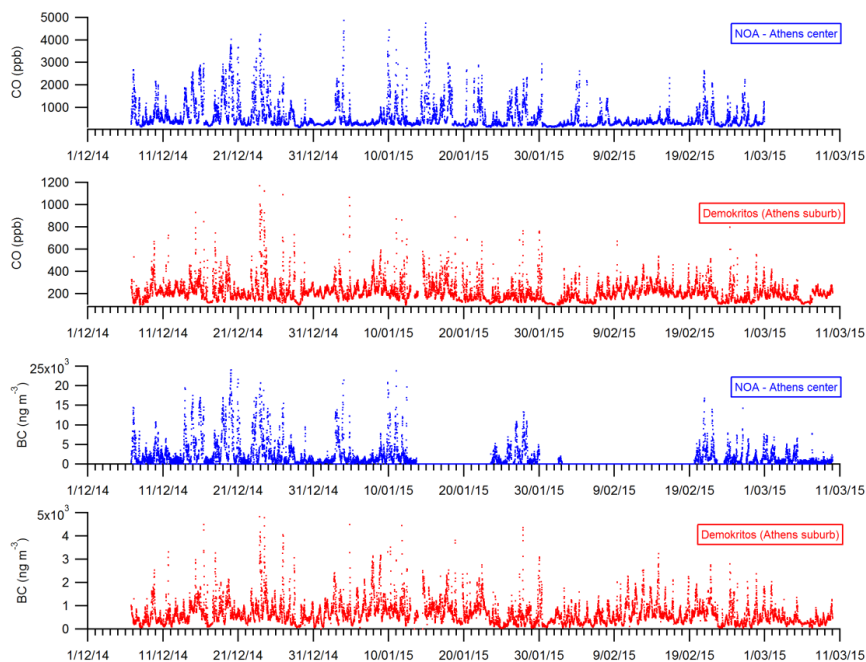 5000
4000
3000
2000
1000
CO (ppb)
NOA - Athens center
1/12/14 11/12/14 21/12/14 31/12/14 10/01/15 20/01/15 30/01/15 9/02/15 19/02/15 1/03/15 11/03/15
1200
1000
800
600
400
200
CO (ppb)
Demokritos (Athens suburb)
1/12/14 11/12/14 21/12/14 31/12/14 10/01/15 20/01/15 30/01/15 9/02/15 19/02/15 1/03/15 11/03/15
25x10³
20
15
10
5
0
BC (ng m⁻³)
NOA - Athens center
1/12/14 11/12/14 21/12/14 31/12/14 10/01/15 20/01/15 30/01/15 9/02/15 19/02/15 1/03/15 11/03/15
5x10³
4
3
2
1
0
BC (ng m⁻³)
Demokritos (Athens suburb)
1/12/14 11/12/14 21/12/14 31/12/14 10/01/15 20/01/15 30/01/15 9/02/15 19/02/15 1/03/15 11/03/15